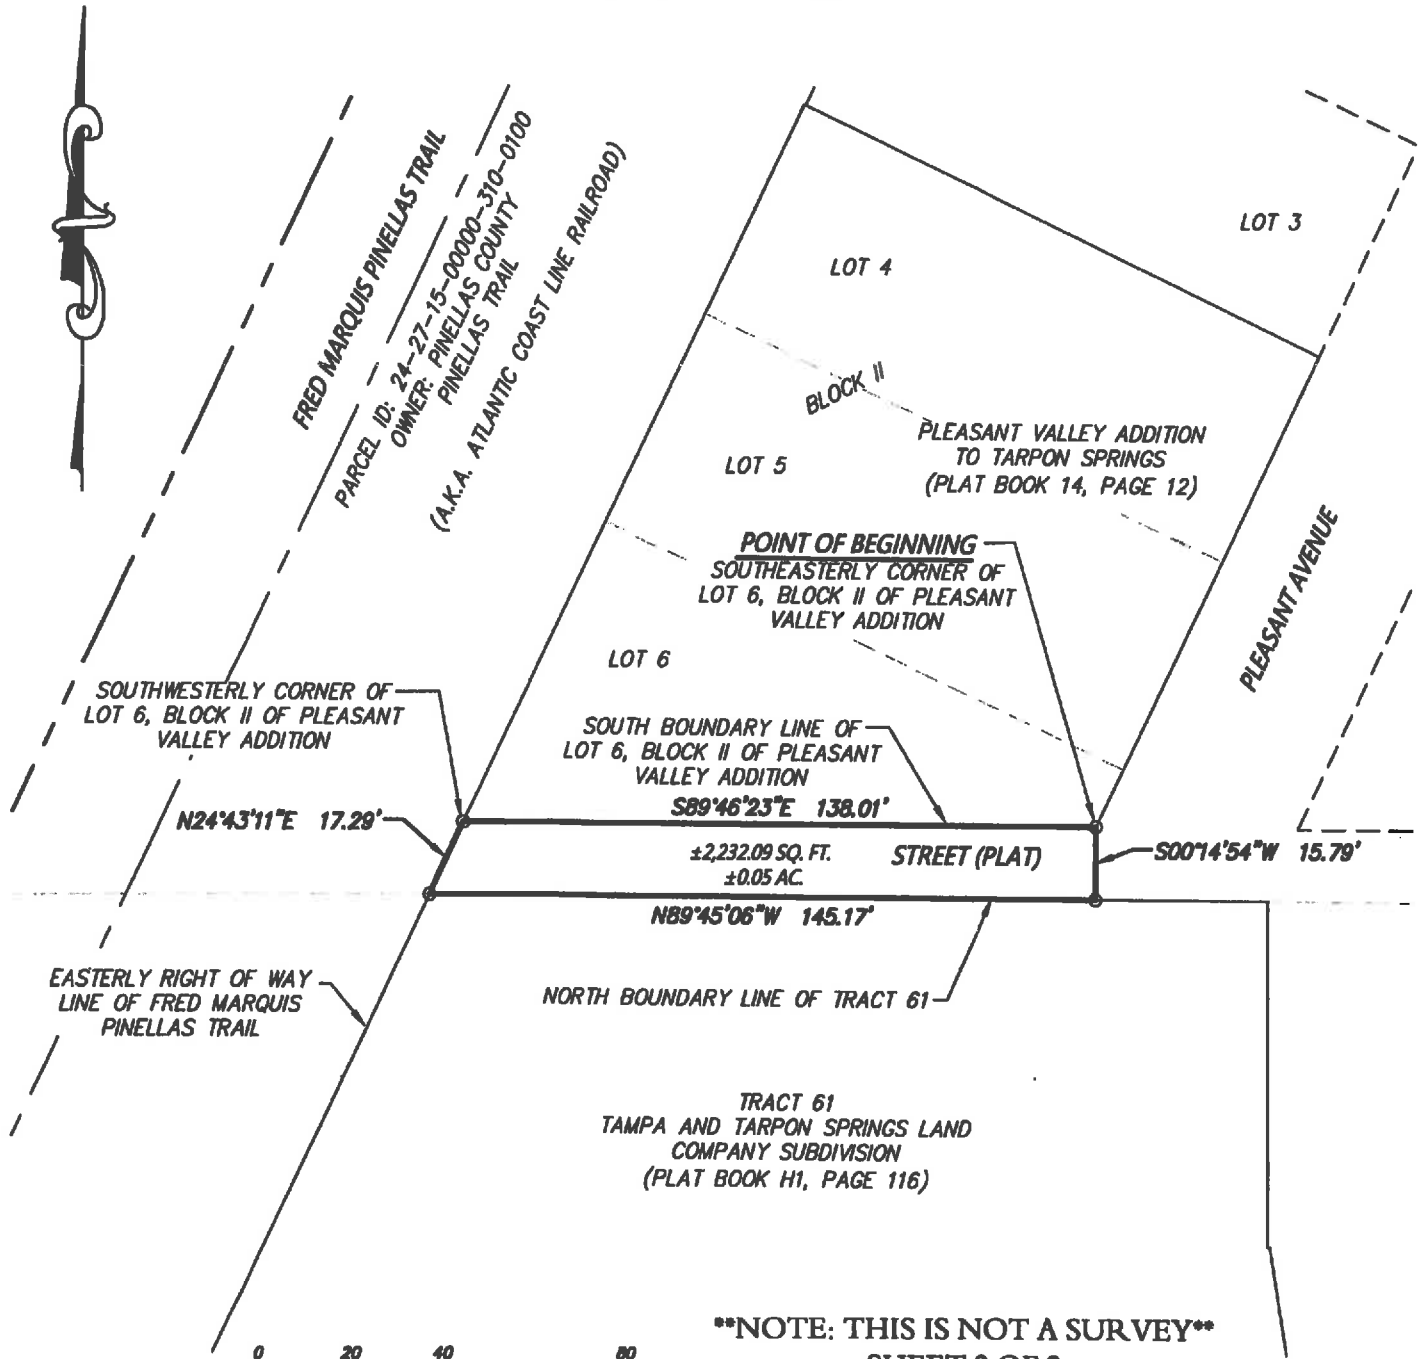 FRED MARQUIS PINELLAS TRAIL
PARCEL ID: 24-27-15-00000-310-0100
OWNER: PINELLAS COUNTY
PINELLAS TRAIL
(A.K.A. ATLANTIC COAST LINE RAILROAD)
LOT 3
LOT 4
BLOCK II
PLEASANT VALLEY ADDITION
TO TARPON SPRINGS
(PLAT BOOK 14, PAGE 12)
LOT 5
POINT OF BEGINNING
SOUTHEASTERLY CORNER OF
LOT 6, BLOCK II OF PLEASANT
VALLEY ADDITION
PLEASANT AVENUE
LOT 6
SOUTHWESTERLY CORNER OF
LOT 6, BLOCK II OF PLEASANT
VALLEY ADDITION
SOUTH BOUNDARY LINE OF
LOT 6, BLOCK II OF PLEASANT
VALLEY ADDITION
N24°43'11"E 17.29'
S89°46'23"E 138.01'
±2,232.09 SQ. FT.
±0.05 AC.
STREET (PLAT)
S00°14'54"W 15.79'
N89°45'06"W 145.17'
EASTERLY RIGHT OF WAY
LINE OF FRED MARQUIS
PINELLAS TRAIL
NORTH BOUNDARY LINE OF TRACT 61
TRACT 61
TAMPA AND TARPON SPRINGS LAND
COMPANY SUBDIVISION
(PLAT BOOK H1, PAGE 116)
**NOTE: THIS IS NOT A SURVEY**
0 20 40 80